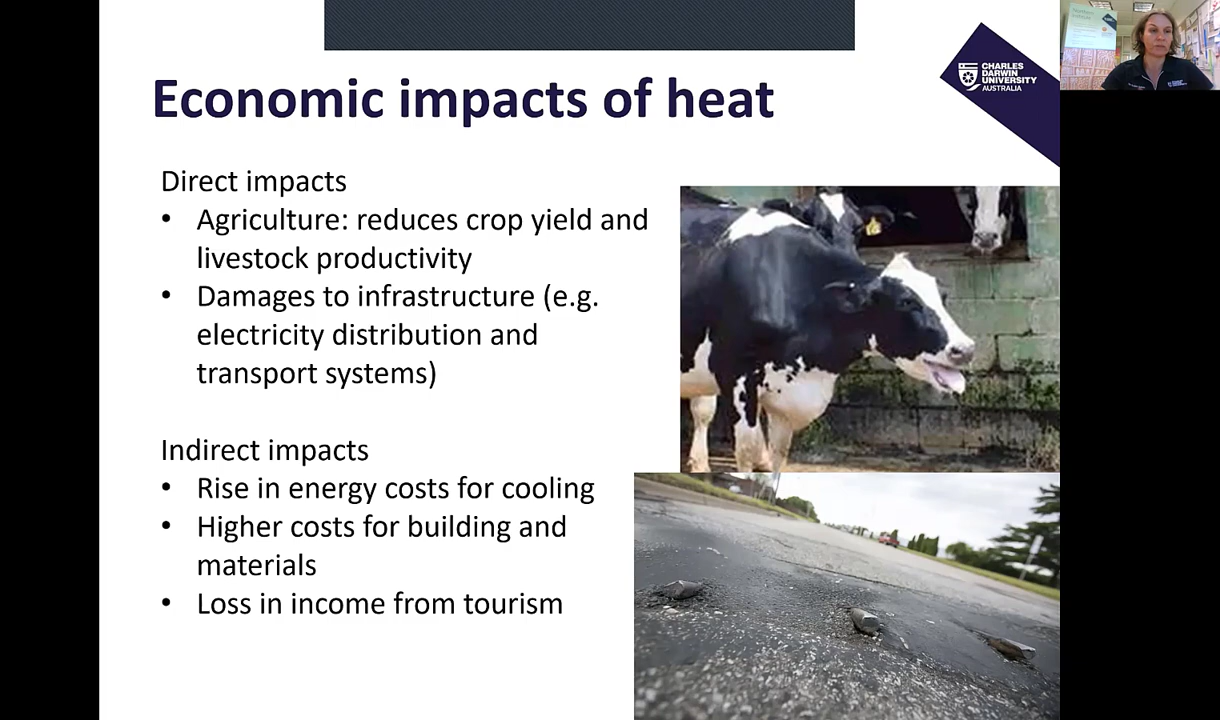 Economic impacts of heat
CHARLES
DARWIN
UNIVERSITY
AUSTRALIA
Direct impacts
• Agriculture: reduces crop yield and
livestock productivity
• Damages to infrastructure (e.g.
electricity distribution and
transport systems)
Indirect impacts
• Rise in energy costs for cooling
• Higher costs for building and
materials
• Loss in income from tourism